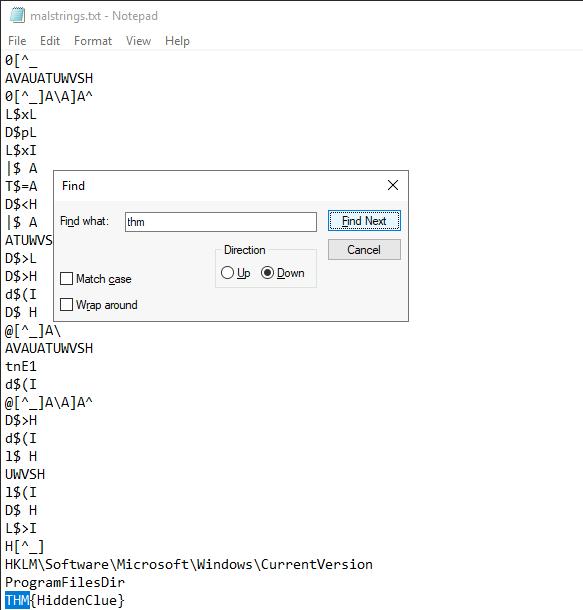 malstrings.txt - Notepad
File Edit Format View Help
0[^_
AVAUATUWVSH
0[^_]A\A]A^
L$xL
D$pL
L$xI
|$ A
T$=A
D$<H
|$ A
ATUWVS
D$>L
D$>H
d$(I
D$ H
@[^_]A\
AVAUATUWVSH
tnE1
d$(I
@[^_]A\A]A^
D$>H
d$(I
l$ H
UWVSH
l$(I
D$ H
L$>I
H[^_]
HKLM\Software\Microsoft\Windows\CurrentVersion
ProgramFilesDir
THM{HiddenClue}
Find
Find what: thm Find Next
Direction Cancel
Up Down
Match case
Wrap around